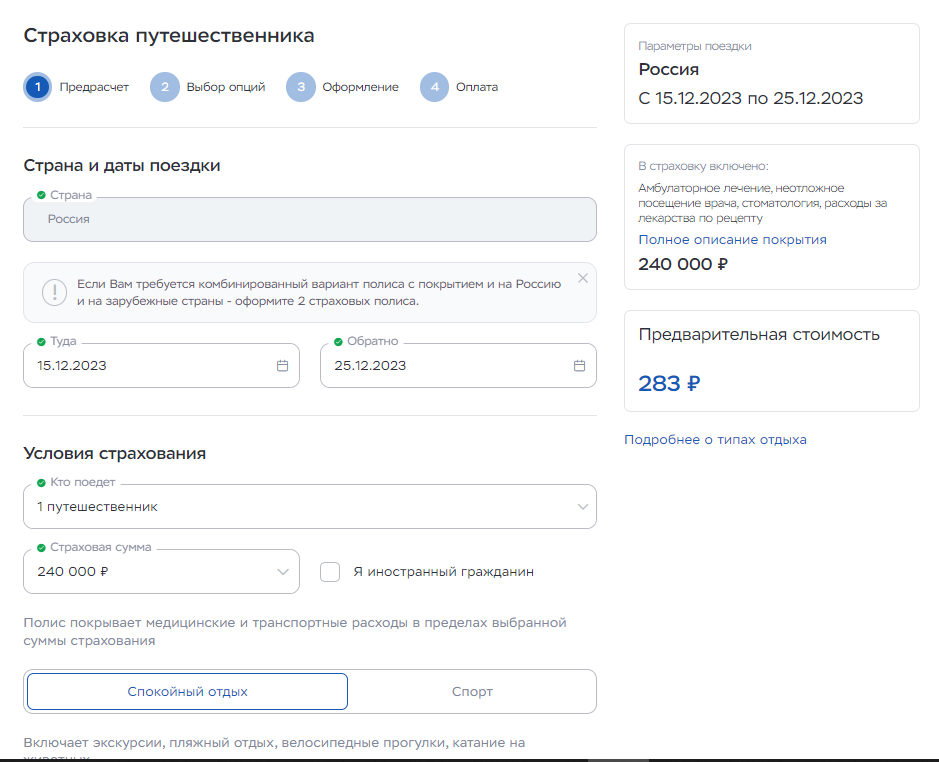 Страховка путешественника
1 Предрасчет 2 Выбор опций 3 Оформление 4 Оплата
Страна и даты поездки
Страна
Россия
Если Вам требуется комбинированный вариант полиса с покрытием и на Россию
и на зарубежные страны - оформите 2 страховых полиса.
Туда
15.12.2023
Обратно
25.12.2023
Условия страхования
Кто поедет
1 путешественник
Страховая сумма
240 000 ₽
Я иностранный гражданин
Полис покрывает медицинские и транспортные расходы в пределах выбранной
суммы страхования
Спокойный отдых Спорт
Включает экскурсии, пляжный отдых, велосипедные прогулки, катание на
животных
Параметры поездки
Россия
С 15.12.2023 по 25.12.2023
В страховку включено:
Амбулаторное лечение, неотложное
посещение врача, стоматология, расходы за
лекарства по рецепту
Полное описание покрытия
240 000 ₽
Предварительная стоимость
283 ₽
Подробнее о типах отдыха